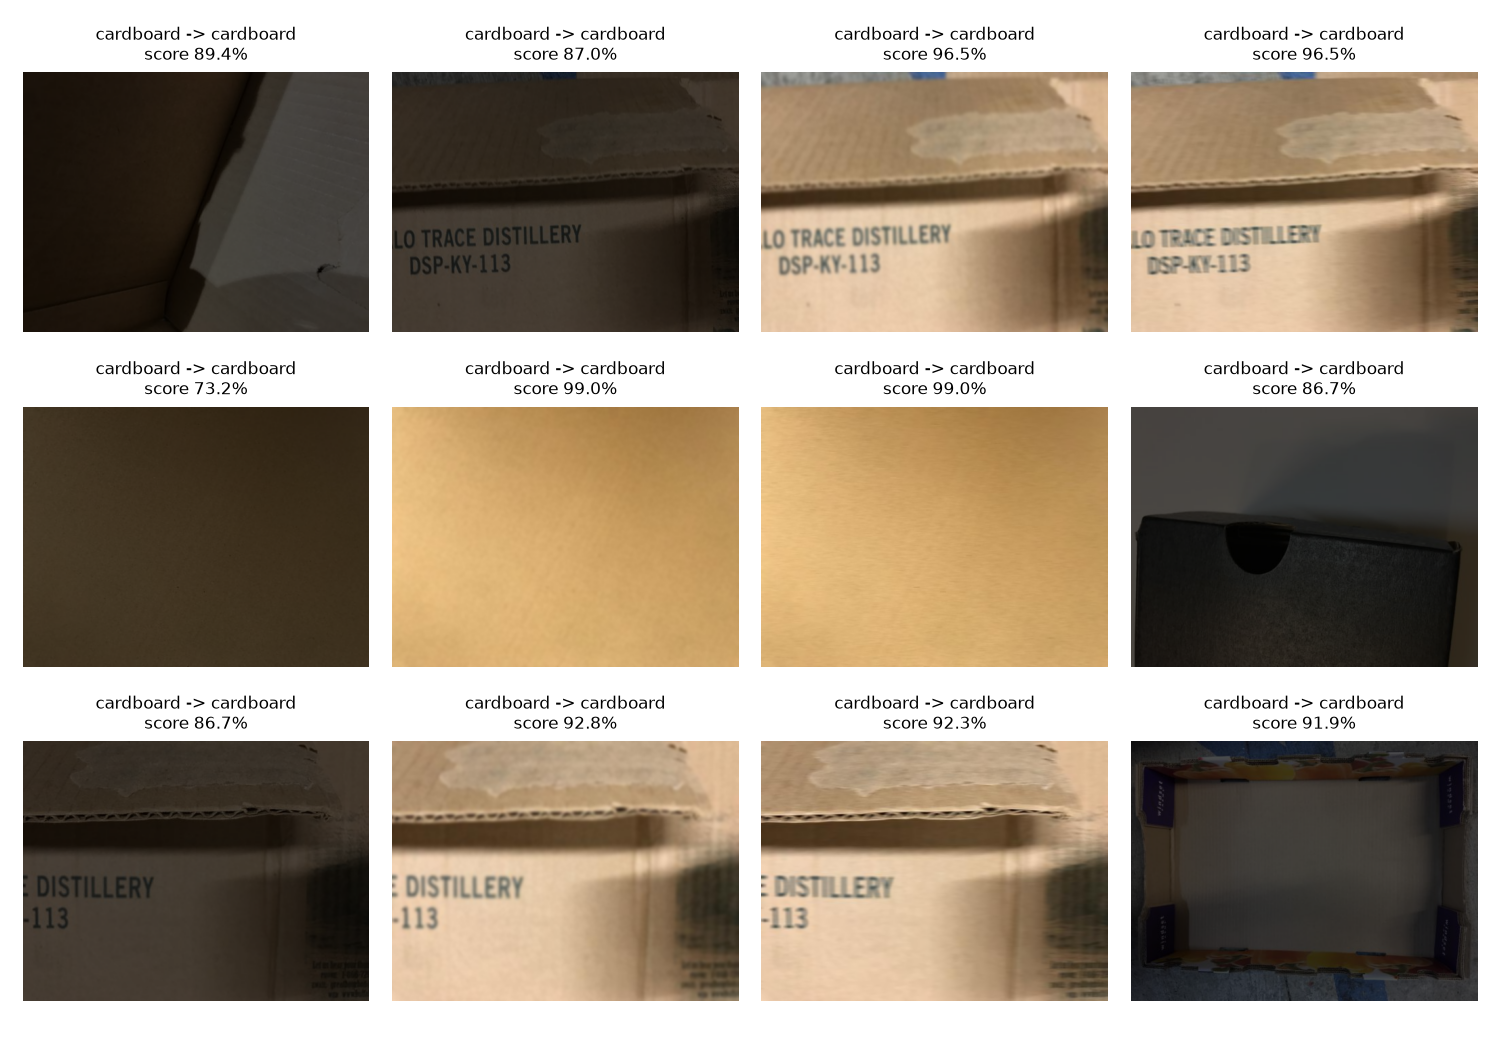 cardboard -> cardboard
score 89.4%
cardboard -> cardboard
score 87.0%
LO TRACE DISTILLERY
DSP-KY-113
cardboard -> cardboard
score 96.5%
LO TRACE DISTILLERY
DSP-KY-113
cardboard -> cardboard
score 96.5%
LO TRACE DISTILLERY
DSP-KY-113
cardboard -> cardboard
score 73.2%
cardboard -> cardboard
score 99.0%
cardboard -> cardboard
score 99.0%
cardboard -> cardboard
score 86.7%
cardboard -> cardboard
score 86.7%
E DISTILLERY
-113
cardboard -> cardboard
score 92.8%
E DISTILLERY
-113
cardboard -> cardboard
score 92.3%
E DISTILLERY
-113
cardboard -> cardboard
score 91.9%